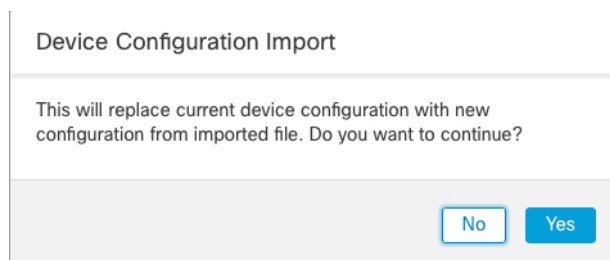 Device Configuration Import
This will replace current device configuration with new
configuration from imported file. Do you want to continue?
No
Yes